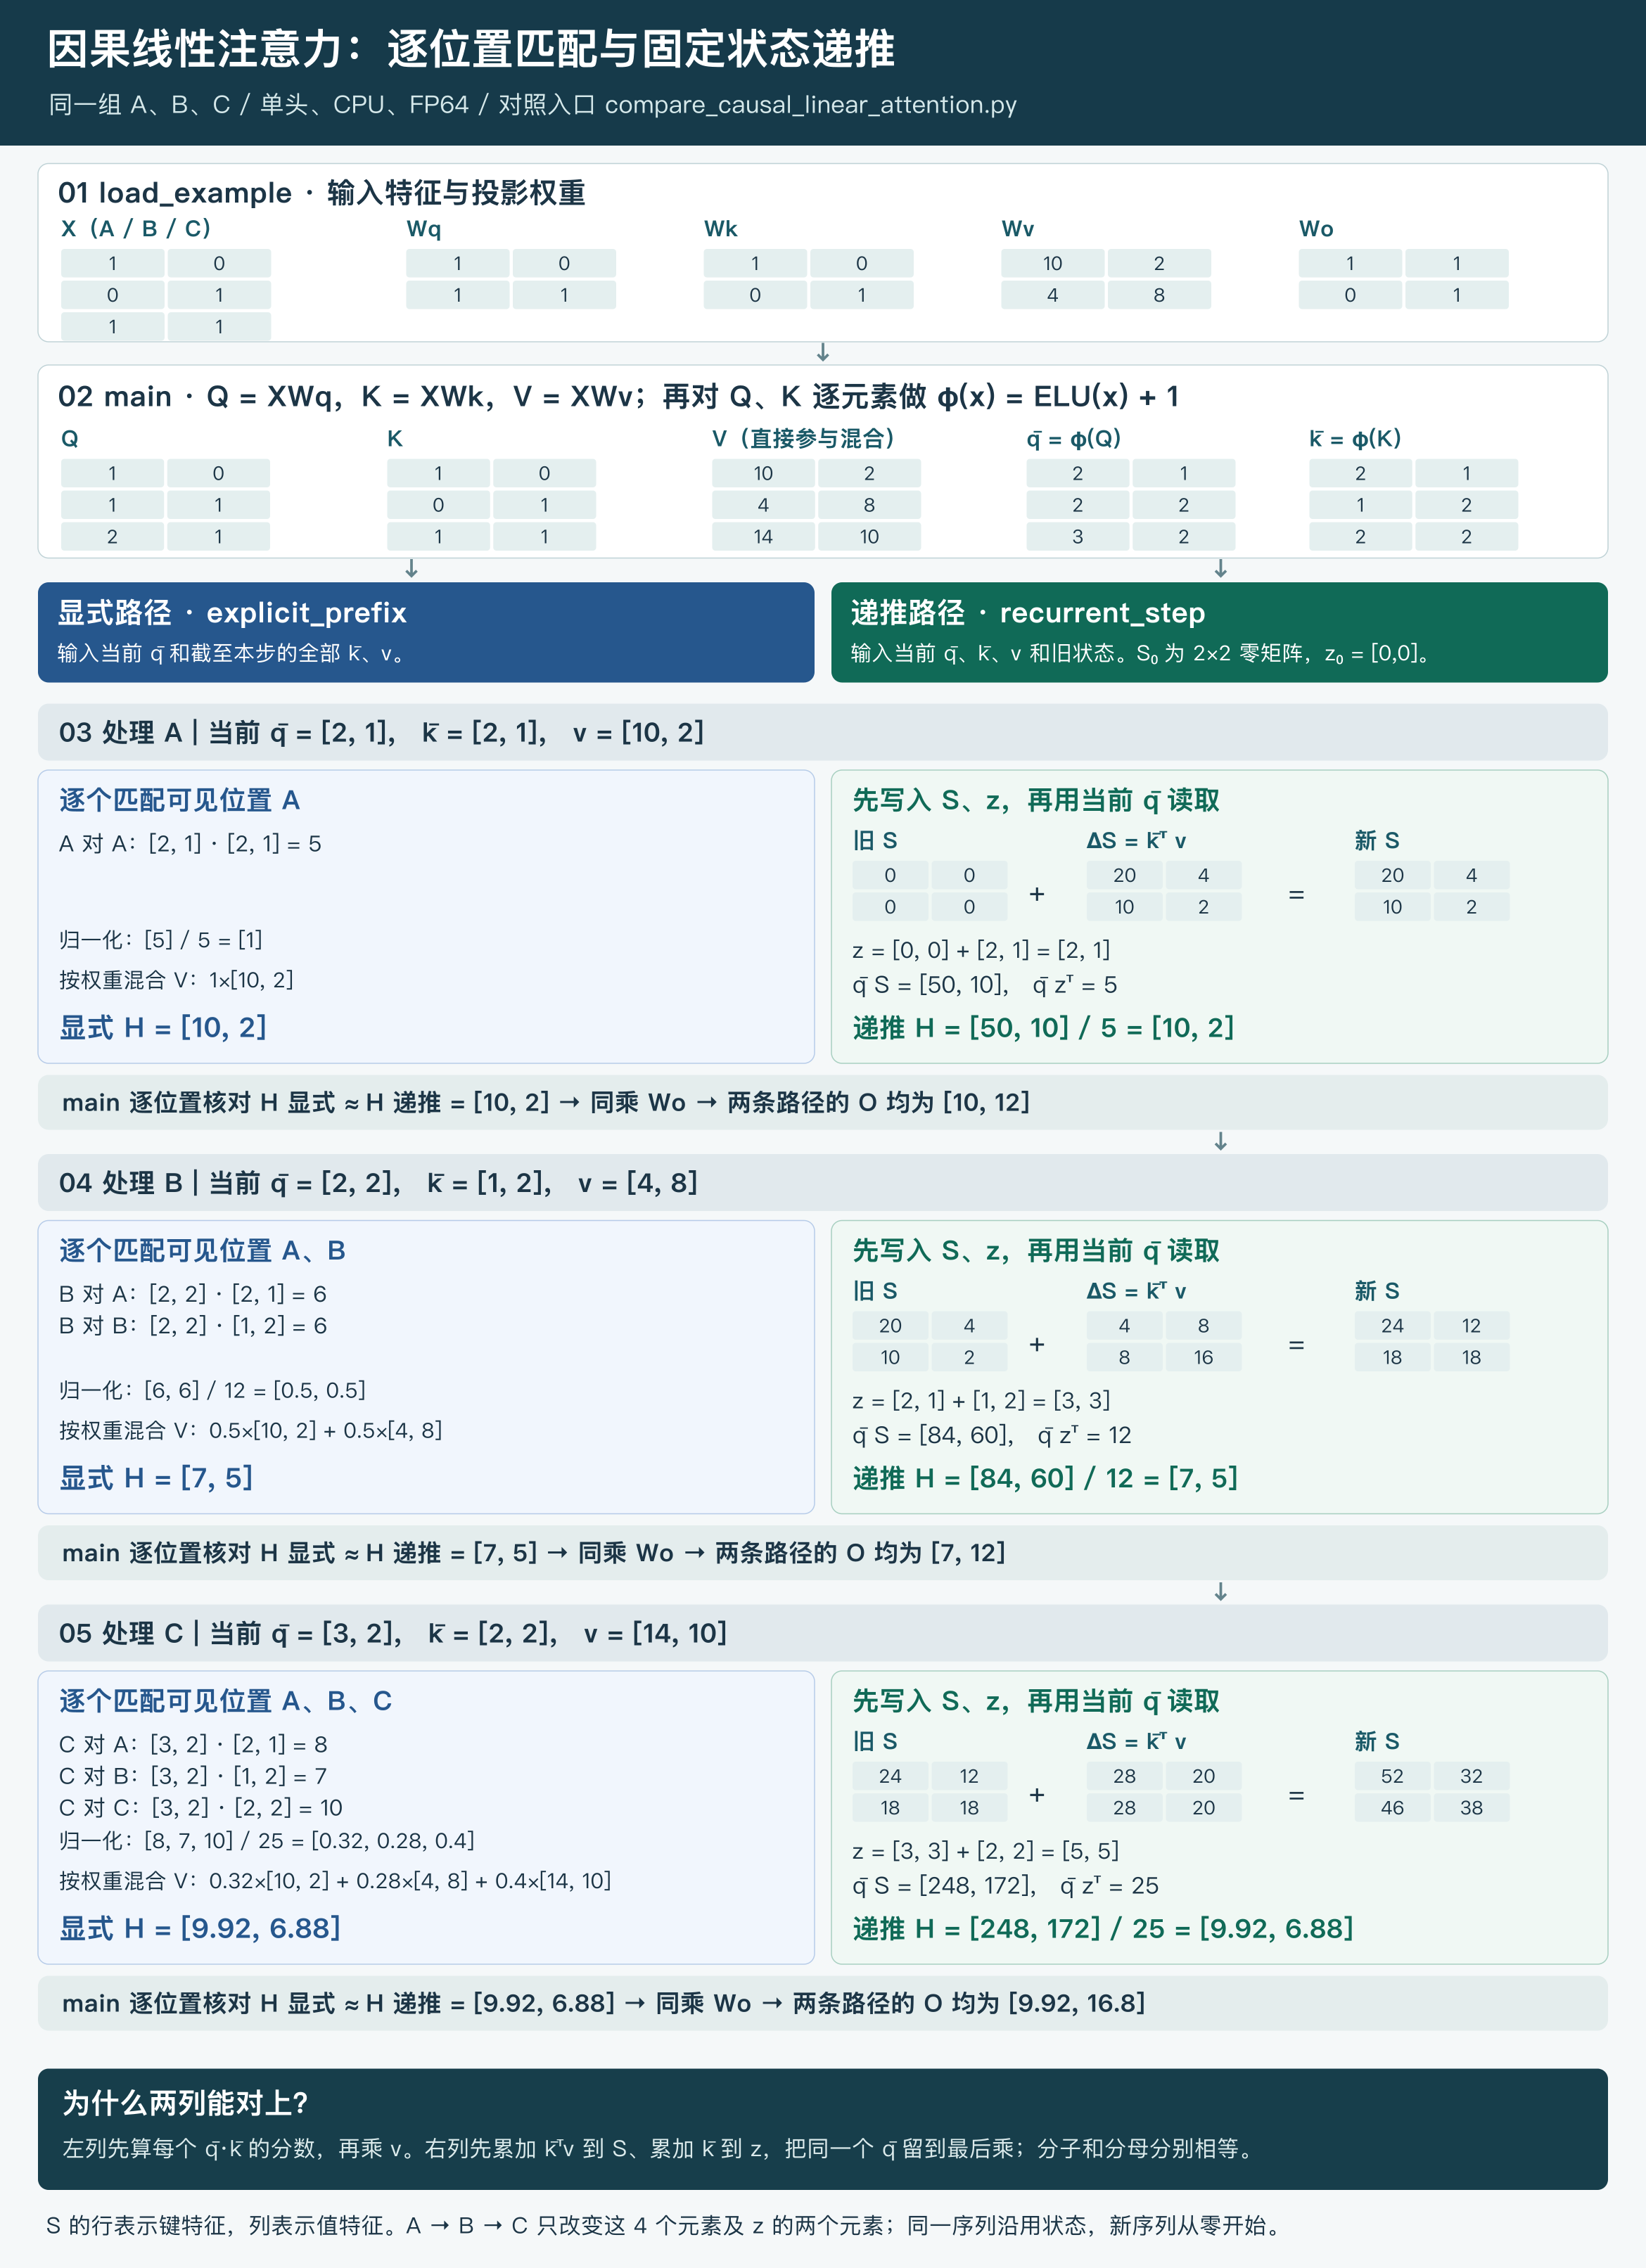 因果线性注意力：逐位置匹配与固定状态递推
同一组 A、B、C / 单头、CPU、FP64 / 对照入口 compare_causal_linear_attention.py
01 load_example · 输入特征与投影权重
X（A / B / C） Wq Wk Wv Wo
1 0 1 0 1 0 10 2 1 1
0 1 1 1 0 1 4 8 0 1
1 1
↓
02 main · Q = XWq，K = XWk，V = XWv；再对 Q、K 逐元素做 ϕ(x) = ELU(x) + 1
Q K V（直接参与混合） q̄ = ϕ(Q) k̄ = ϕ(K)
1 0 1 0 10 2 2 1 2 1
1 1 0 1 4 8 2 2 1 2
2 1 1 1 14 10 3 2 2 2
↓ ↓
显式路径 · explicit_prefix
输入当前 q̄ 和截至本步的全部 k̄、v。
递推路径 · recurrent_step
输入当前 q̄、k̄、v 和旧状态。S₀ 为 2×2 零矩阵，z₀ = [0,0]。
03 处理 A | 当前 q̄ = [2, 1]， k̄ = [2, 1]， v = [10, 2]
逐个匹配可见位置 A
A 对 A：[2, 1] · [2, 1] = 5
归一化：[5] / 5 = [1]
按权重混合 V：1×[10, 2]
显式 H = [10, 2]
先写入 S、z，再用当前 q̄ 读取
旧 S ΔS = k̄ᵀ v 新 S
0 0 20 4 20 4
+ =
0 0 10 2 10 2
z = [0, 0] + [2, 1] = [2, 1]
q̄ S = [50, 10]， q̄ zᵀ = 5
递推 H = [50, 10] / 5 = [10, 2]
main 逐位置核对 H 显式 ≈ H 递推 = [10, 2] → 同乘 Wo → 两条路径的 O 均为 [10, 12]
↓
04 处理 B | 当前 q̄ = [2, 2]， k̄ = [1, 2]， v = [4, 8]
逐个匹配可见位置 A、B
B 对 A：[2, 2] · [2, 1] = 6
B 对 B：[2, 2] · [1, 2] = 6
归一化：[6, 6] / 12 = [0.5, 0.5]
按权重混合 V：0.5×[10, 2] + 0.5×[4, 8]
显式 H = [7, 5]
先写入 S、z，再用当前 q̄ 读取
旧 S ΔS = k̄ᵀ v 新 S
20 4 4 8 24 12
+ =
10 2 8 16 18 18
z = [2, 1] + [1, 2] = [3, 3]
q̄ S = [84, 60]， q̄ zᵀ = 12
递推 H = [84, 60] / 12 = [7, 5]
main 逐位置核对 H 显式 ≈ H 递推 = [7, 5] → 同乘 Wo → 两条路径的 O 均为 [7, 12]
↓
05 处理 C | 当前 q̄ = [3, 2]， k̄ = [2, 2]， v = [14, 10]
逐个匹配可见位置 A、B、C
C 对 A：[3, 2] · [2, 1] = 8
C 对 B：[3, 2] · [1, 2] = 7
C 对 C：[3, 2] · [2, 2] = 10
归一化：[8, 7, 10] / 25 = [0.32, 0.28, 0.4]
按权重混合 V：0.32×[10, 2] + 0.28×[4, 8] + 0.4×[14, 10]
显式 H = [9.92, 6.88]
先写入 S、z，再用当前 q̄ 读取
旧 S ΔS = k̄ᵀ v 新 S
24 12 28 20 52 32
+ =
18 18 28 20 46 38
z = [3, 3] + [2, 2] = [5, 5]
q̄ S = [248, 172]， q̄ zᵀ = 25
递推 H = [248, 172] / 25 = [9.92, 6.88]
main 逐位置核对 H 显式 ≈ H 递推 = [9.92, 6.88] → 同乘 Wo → 两条路径的 O 均为 [9.92, 16.8]
为什么两列能对上？
左列先算每个 q̄·k̄ 的分数，再乘 v。右列先累加 k̄ᵀv 到 S、累加 k̄ 到 z，把同一个 q̄ 留到最后乘；分子和分母分别相等。
S 的行表示键特征，列表示值特征。A → B → C 只改变这 4 个元素及 z 的两个元素；同一序列沿用状态，新序列从零开始。